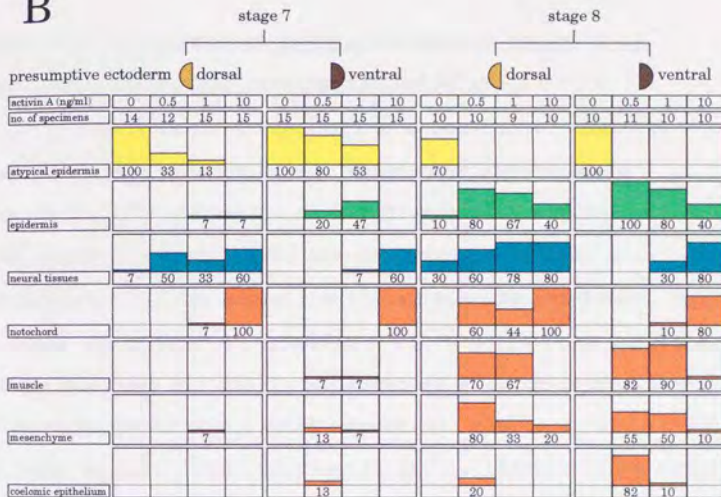 B
stage 7 stage 8
presumptive ectoderm dorsal ventral dorsal ventral
activin A (ng/ml) 0 0.5 1 10 0 0.5 1 10 0 0.5 1 10 0 0.5 1 10
no. of specimens 14 12 15 15 15 15 15 15 10 10 9 10 10 11 10 10
atypical epidermis 100 33 13 100 80 53 70 100
epidermis 7 7 20 47 10 80 67 40 100 80 40
neural tissues 7 50 33 60 7 60 30 60 78 80 30 80
notochord 7 100 100 60 44 100 10 80
muscle 7 7 70 67 82 90 10
mesenchyme 7 13 7 80 33 20 55 50 10
coelomic epithelium 13 20 82 10